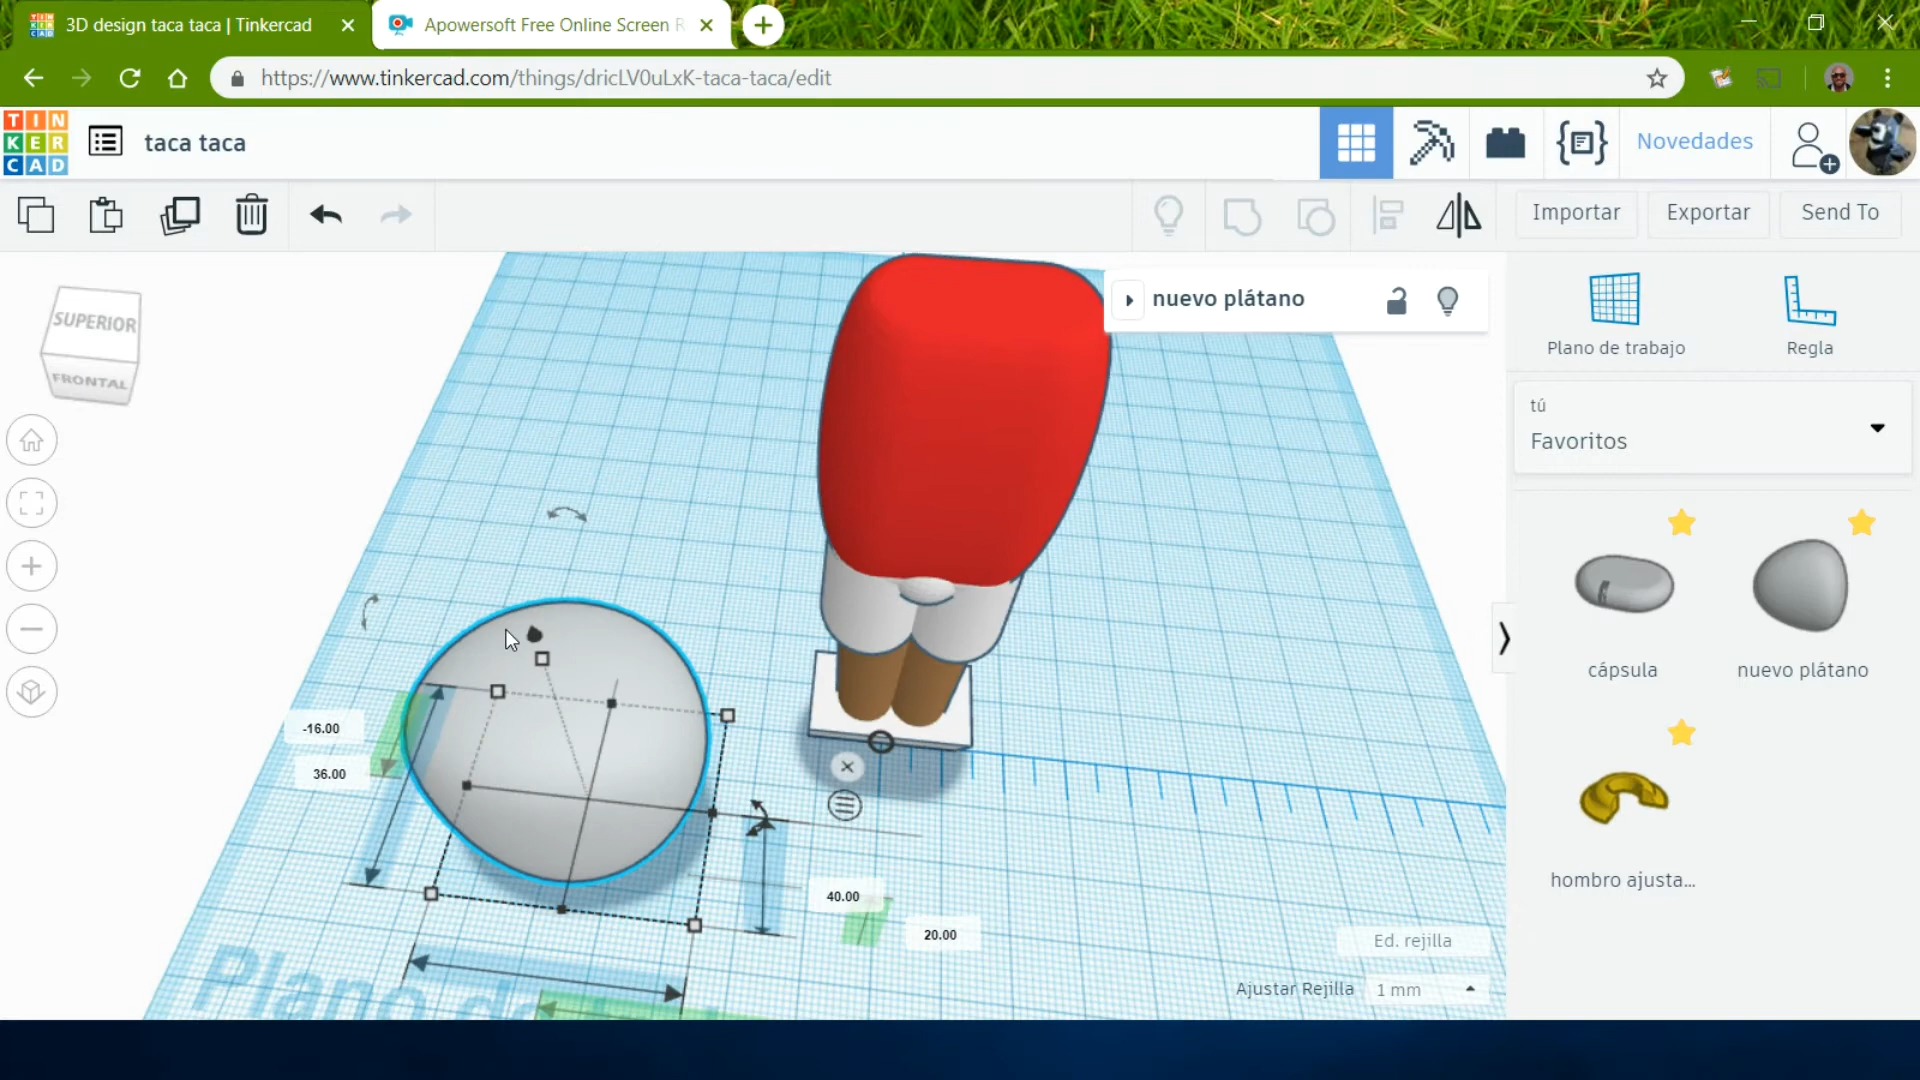 3D design taca taca | Tinkercad
Apowersoft Free Online Screen R
https://www.tinkercad.com/things/dricLV0uLxK-taca-taca/edit
TIN
KER
CAD
taca taca
Novedades
Importar
Exportar
Send To
SUPERIOR
FRONTAL
nuevo plátano
Plano de trabajo
Regla
tú
Favoritos
cápsula
nuevo plátano
hombro ajusta...
-16.00
36.00
40.00
20.00
Plano de
Ed. rejilla
Ajustar Rejilla
1 mm